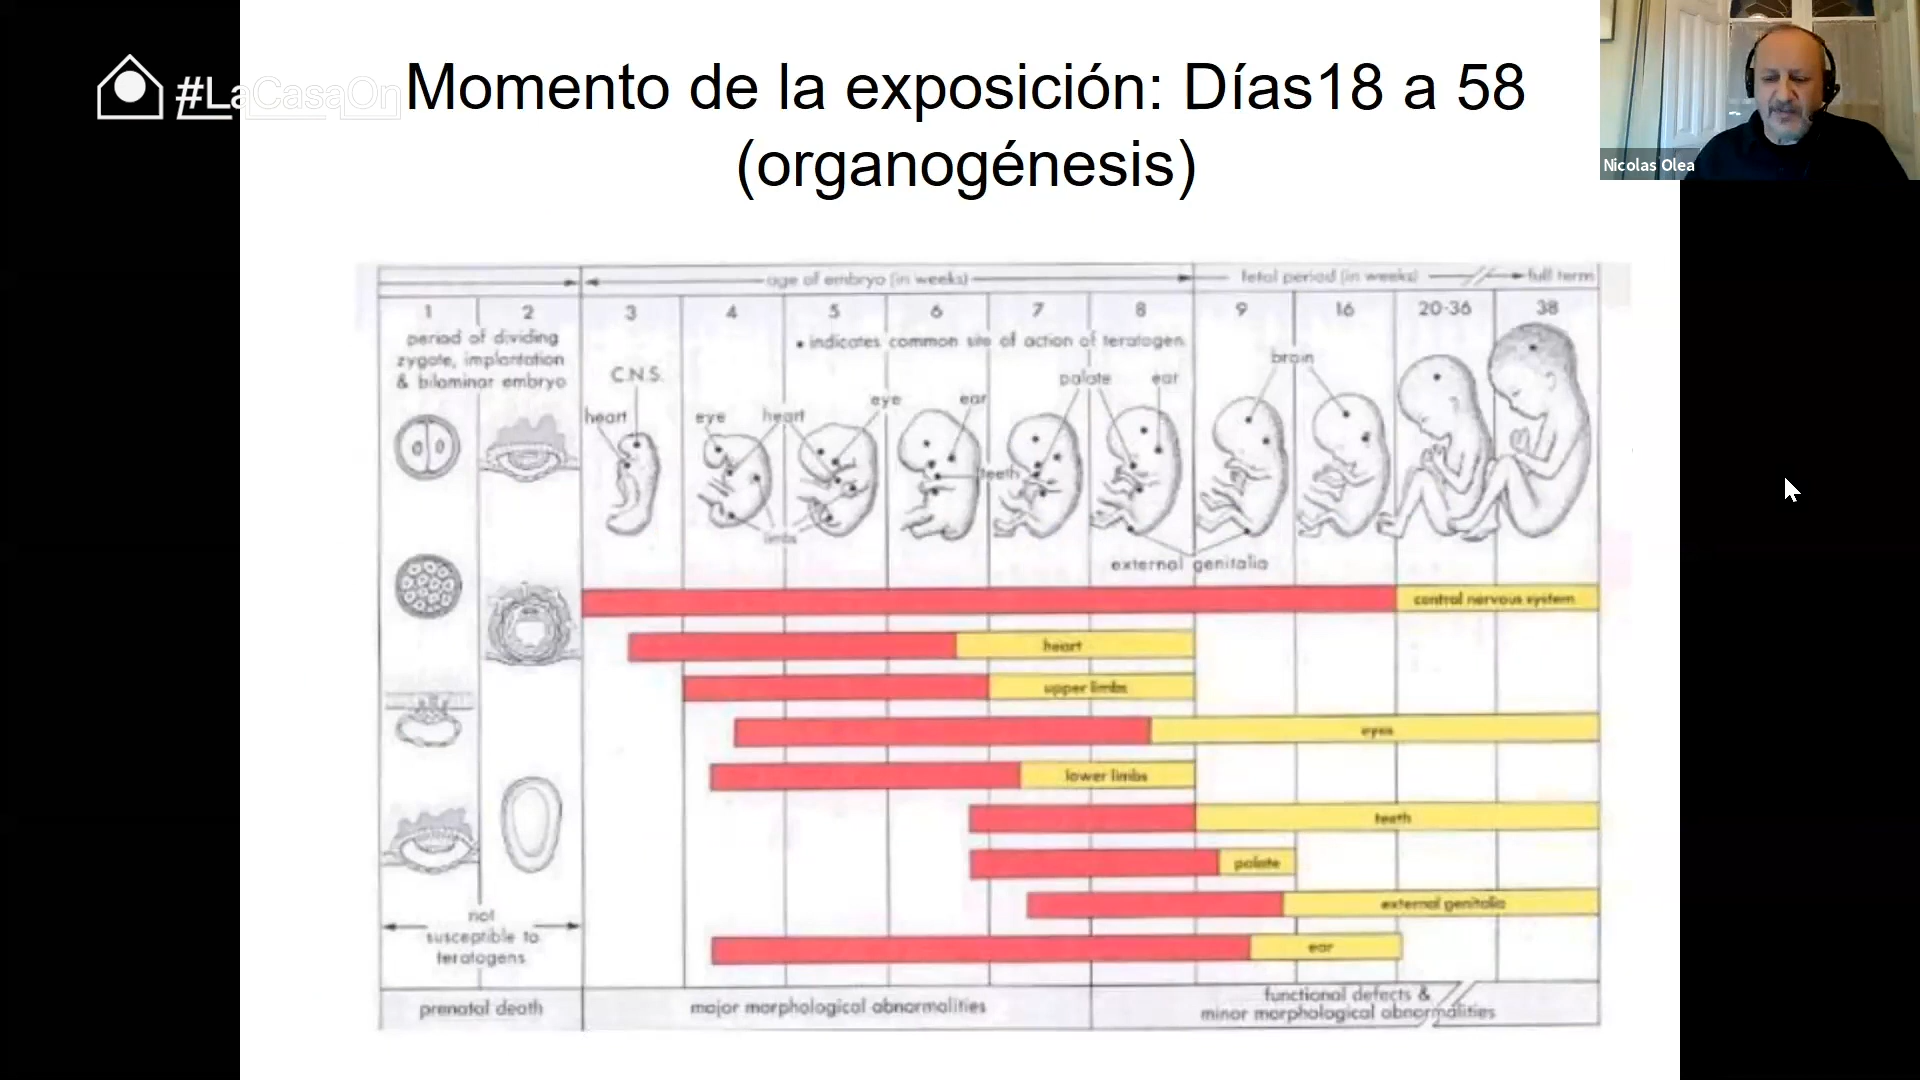 #LaCasaOn
Momento de la exposición: Días18 a 58
(organogénesis)
Nicolas Olea
age of embryo (in weeks)
fetal period (in weeks)
full term
1
2
3
4
5
6
7
8
9
16
20-36
38
period of dividing
zygote, implantation
& bilaminar embryo
• indicates common site of action of teratogen
C.N.S.
heart
eye
heart
eye
ear
palate
ear
brain
teeth
limbs
external genitalia
central nervous system
heart
upper limbs
eyes
lower limbs
teeth
palate
external genitalia
ear
not
susceptible to
teratogens
prenatal death
major morphological abnormalities
functional defects &
minor morphological abnormalities